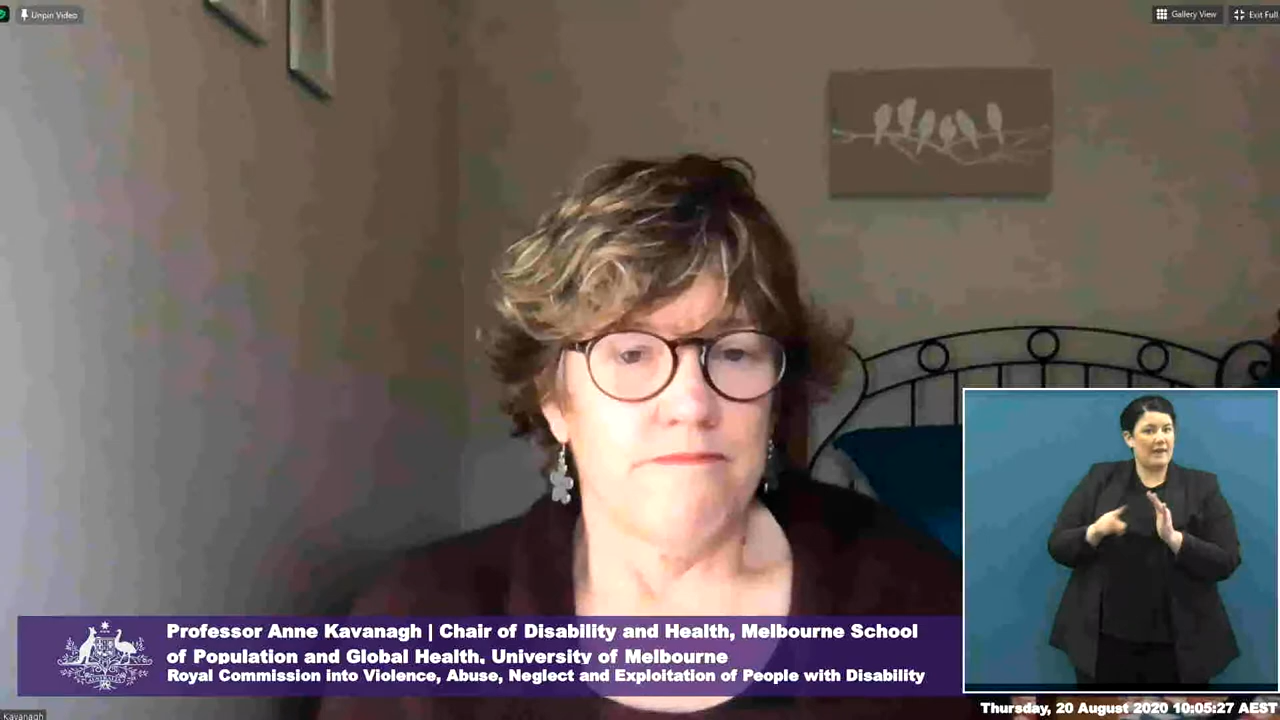 Unpin Video
Gallery View
Exit Full
Professor Anne Kavanagh | Chair of Disability and Health, Melbourne School
of Population and Global Health, University of Melbourne
Royal Commission into Violence, Abuse, Neglect and Exploitation of People with Disability
Kavanagh
Thursday, 20 August 2020 10:05:27 AEST